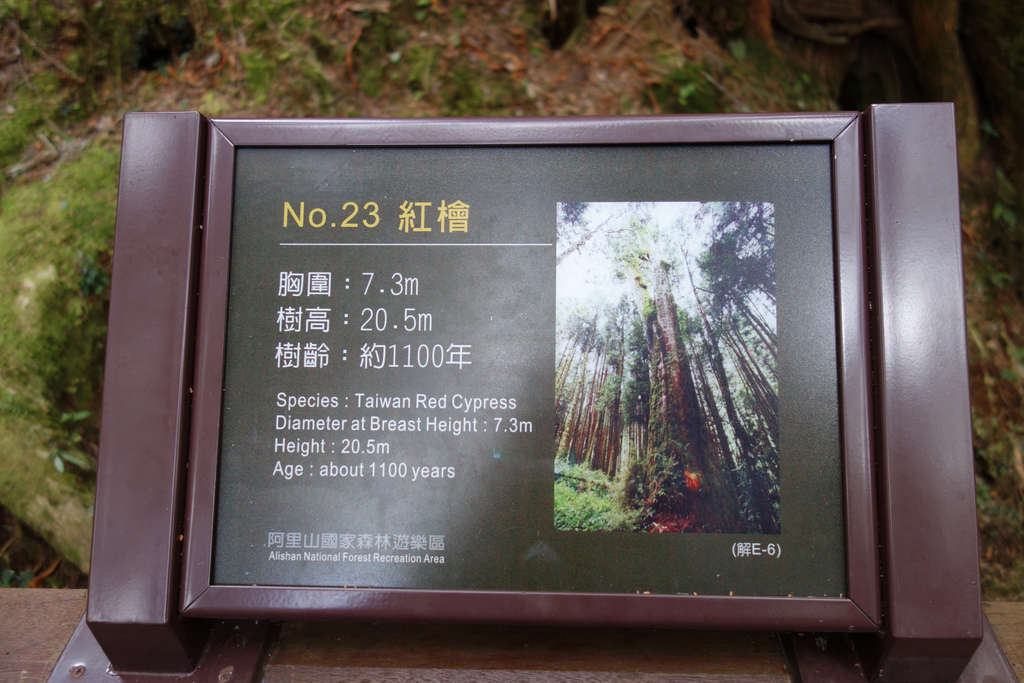 No.23 紅檜
胸圍：7.3m
樹高：20.5m
樹齡：約1100年
Species : Taiwan Red Cypress
Diameter at Breast Height : 7.3m
Height : 20.5m
Age : about 1100 years
阿里山國家森林遊樂區
Alishan National Forest Recreation Area
(解E-6)